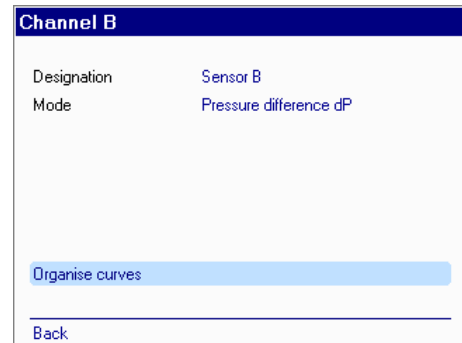 Channel B
Designation Sensor B
Mode Pressure difference dP
Organise curves
Back